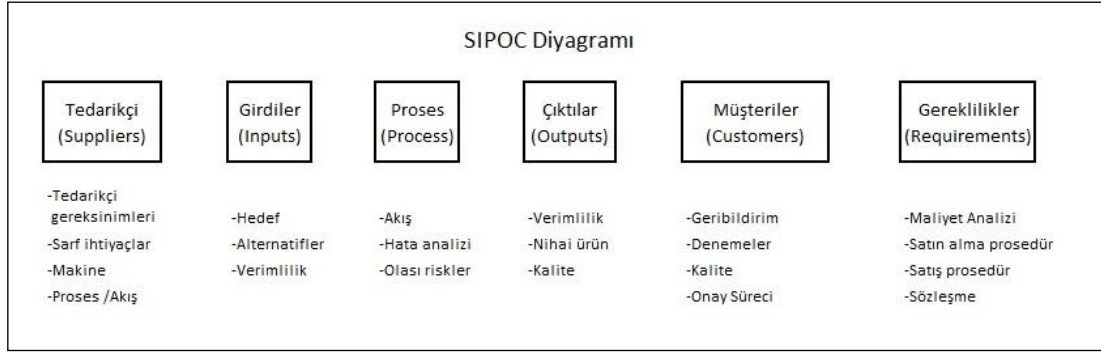 SIPOC Diyagramı
Tedarikçi
(Suppliers)
-Tedarikçi
gereksinimleri
-Sarf ihtiyaçlar
-Makine
-Proses /Akış
Girdiler
(Inputs)
-Hedef
-Alternatifler
-Verimlilik
Proses
(Process)
-Akış
-Hata analizi
-Olası riskler
Çıktılar
(Outputs)
-Verimlilik
-Nihai ürün
-Kalite
Müşteriler
(Customers)
-Geribildirim
-Denemeler
-Kalite
-Onay Süreci
Gereklilikler
(Requirements)
-Maliyet Analizi
-Satın alma prosedür
-Satış prosedür
-Sözleşme